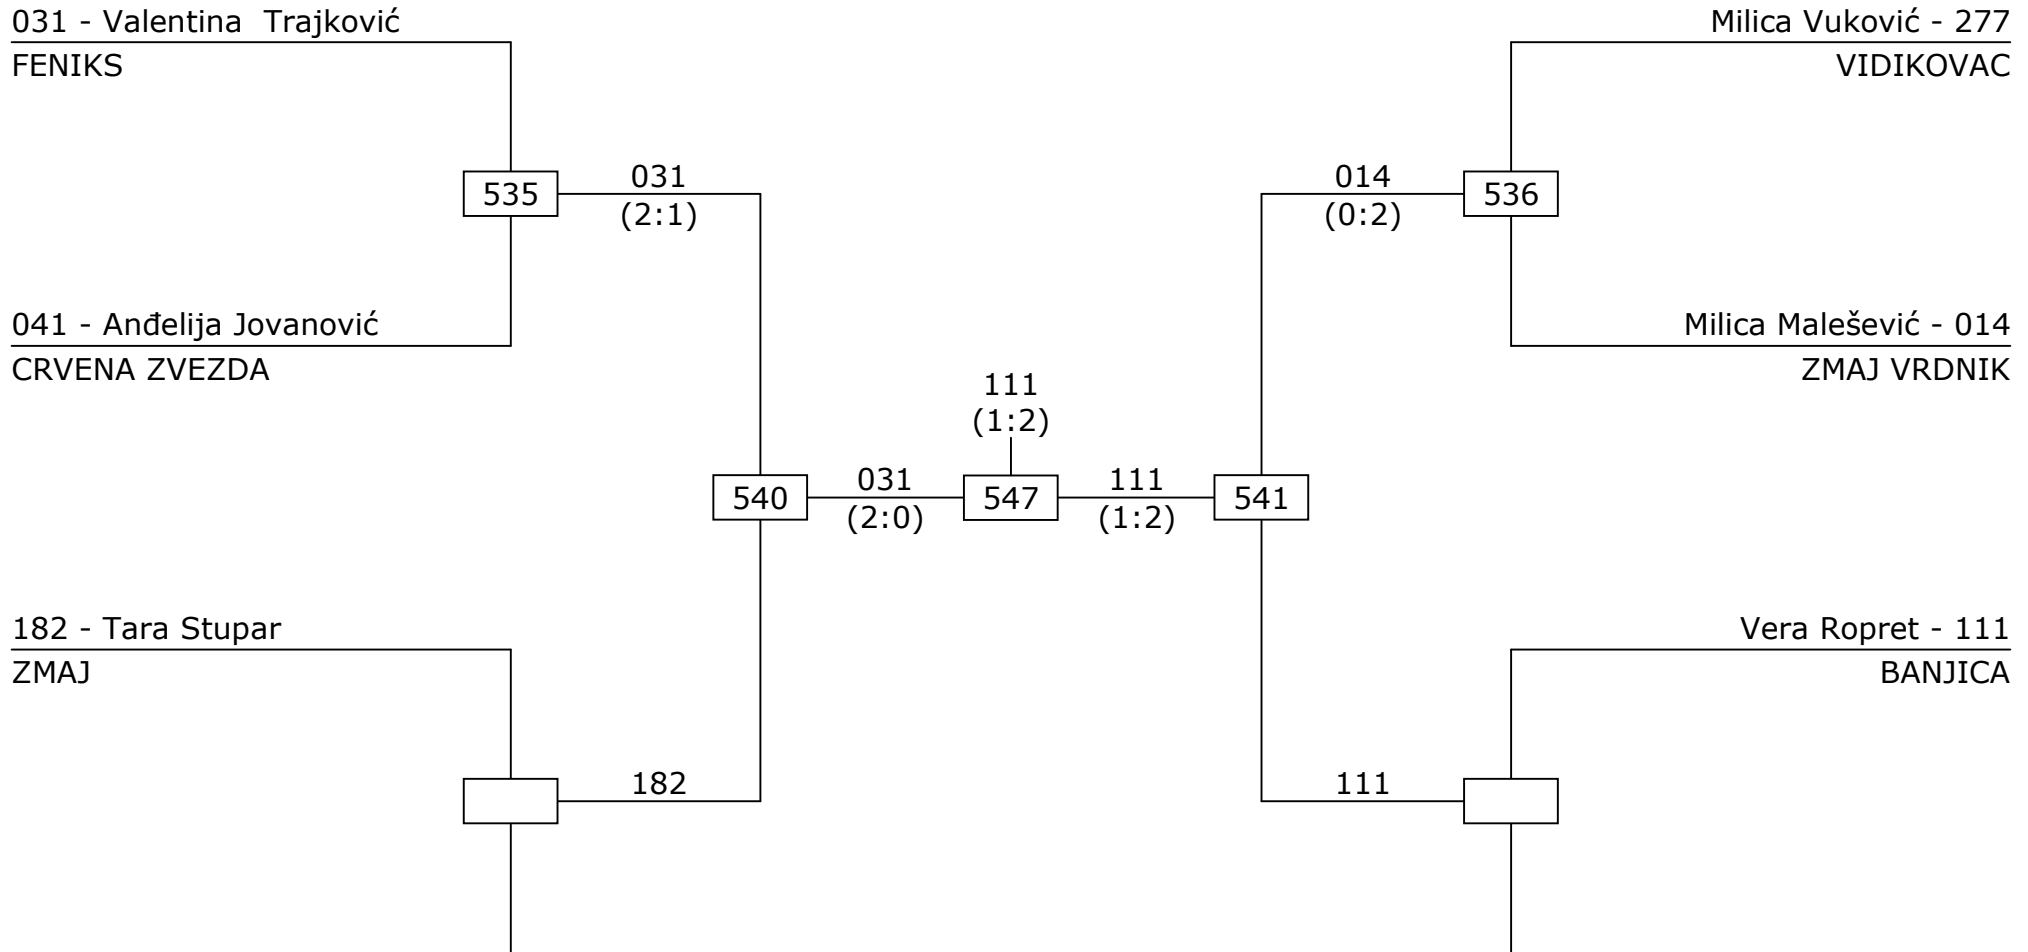 031 - Valentina  Trajković
FENIKS
Milica Vuković - 277
VIDIKOVAC
535
031
(2:1)
014
(0:2)
536
041 - Anđelija Jovanović
CRVENA ZVEZDA
Milica Malešević - 014
ZMAJ VRDNIK
111
(1:2)
540
031
(2:0)
547
111
(1:2)
541
182 - Tara Stupar
ZMAJ
Vera Ropret - 111
BANJICA
182
111